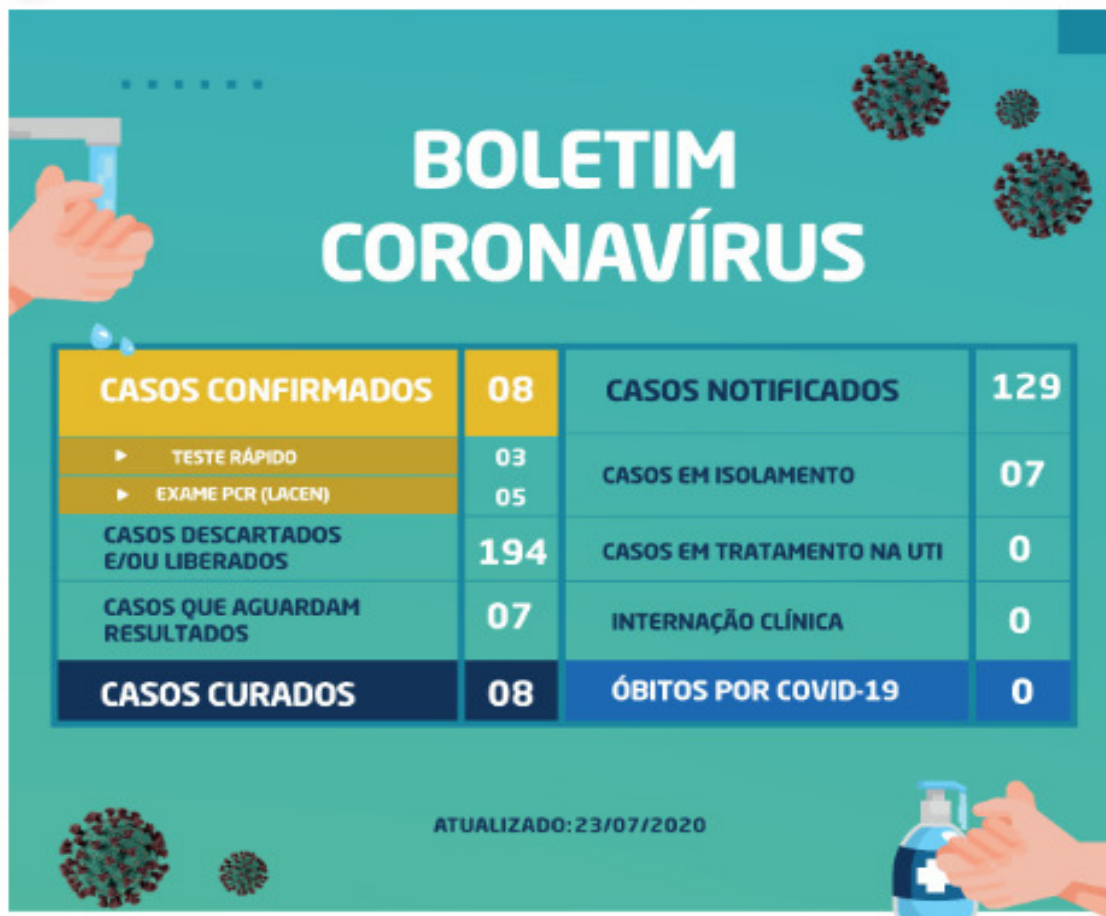 BOLETIM
CORONAVÍRUS
CASOS CONFIRMADOS 08
TESTE RÁPIDO 03
EXAME PCR (LACEN) 05
CASOS DESCARTADOS
E/OU LIBERADOS 194
CASOS QUE AGUARDAM
RESULTADOS 07
CASOS CURADOS 08
CASOS NOTIFICADOS 129
CASOS EM ISOLAMENTO 07
CASOS EM TRATAMENTO NA UTI 0
INTERNAÇÃO CLÍNICA 0
ÓBITOS POR COVID-19 0
ATUALIZADO:23/07/2020